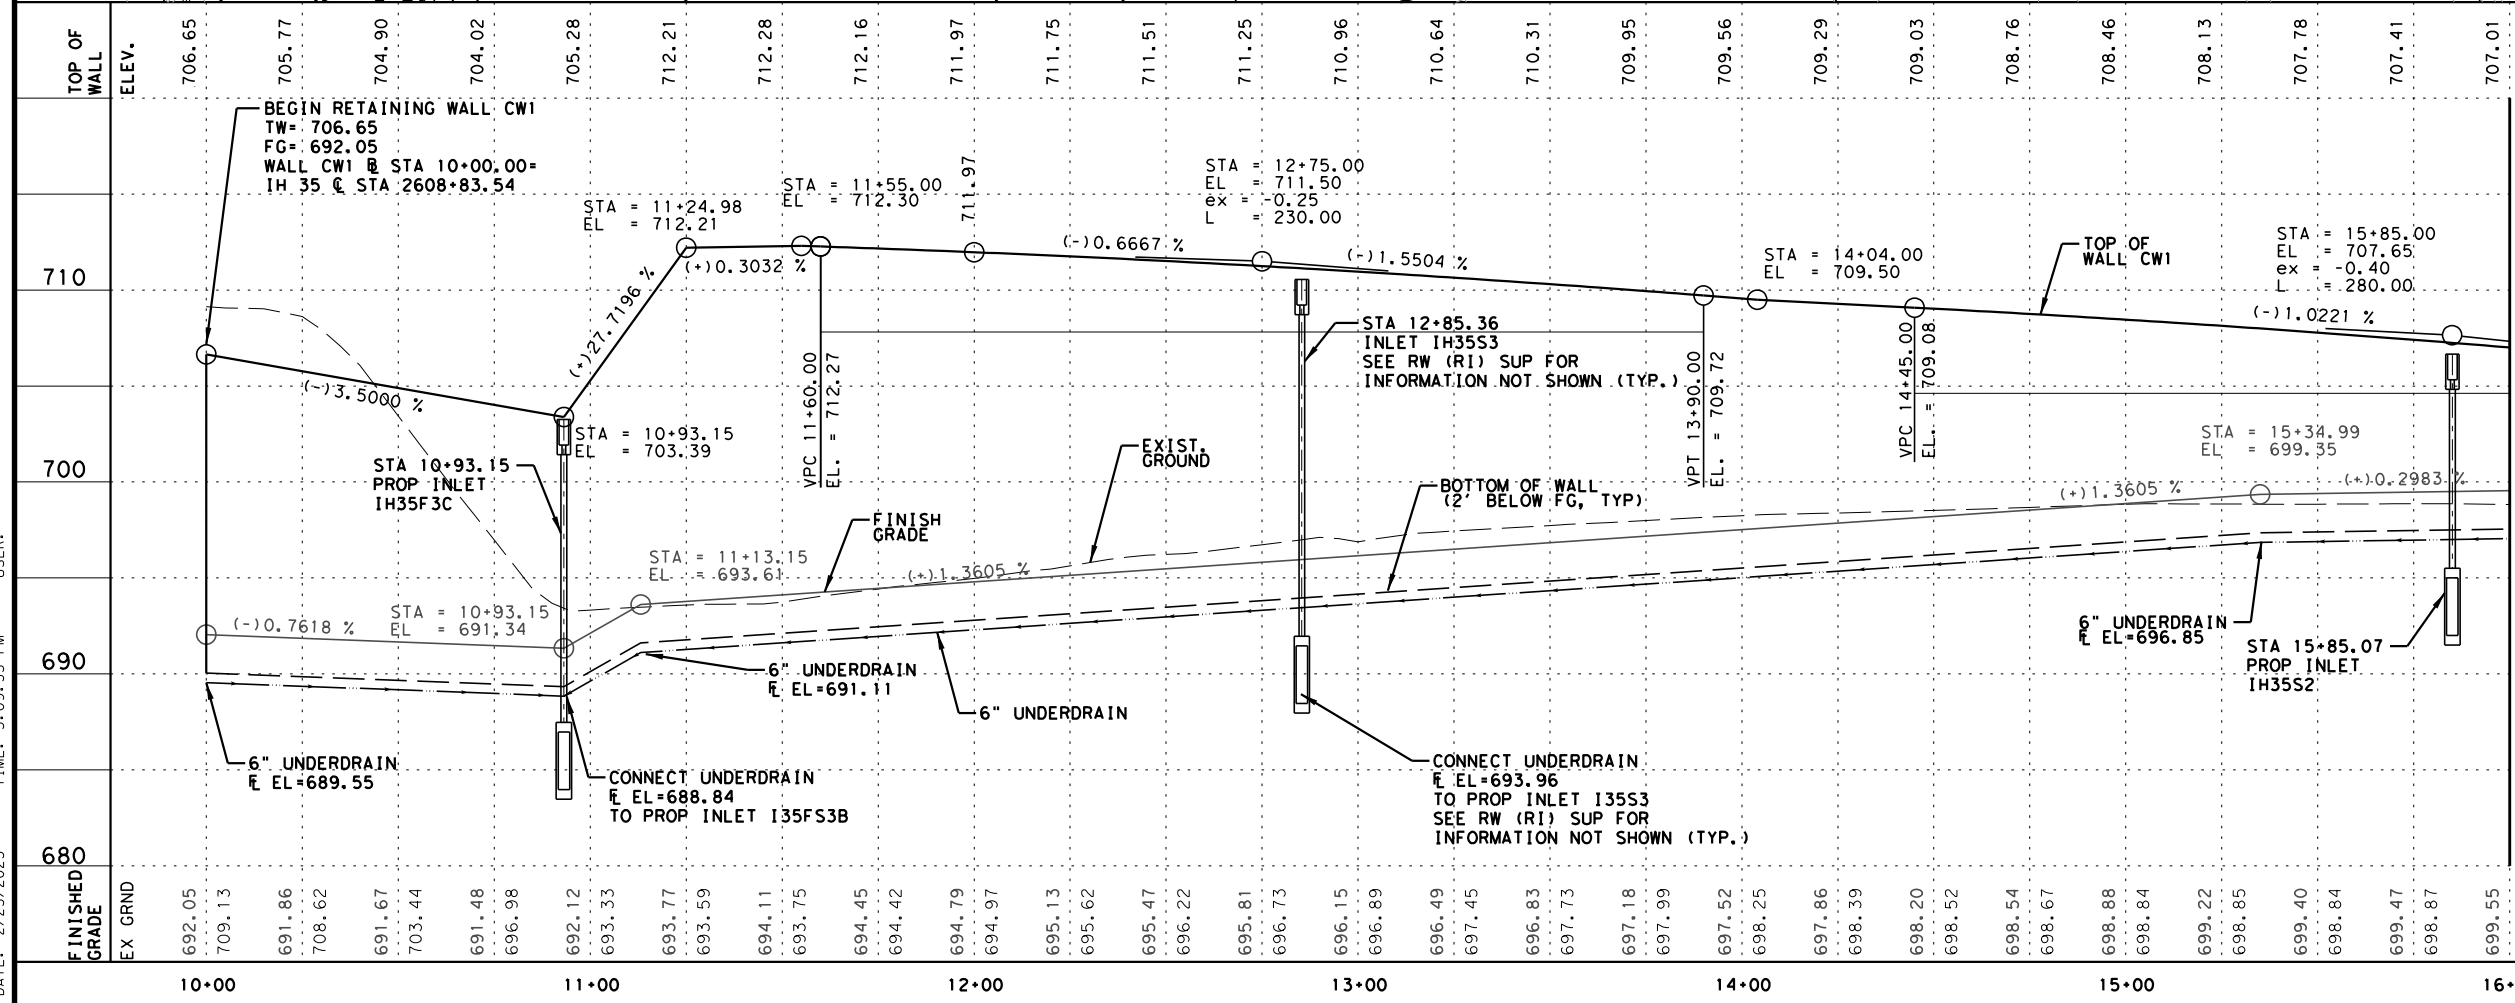 TOP OF
WALL
ELEV.
706.65
705.77
704.90
704.02
705.28
712.21
712.28
712.16
711.97
711.75
711.51
711.25
710.96
710.64
710.31
709.95
709.56
709.29
709.03
708.76
708.46
708.13
707.78
707.41
707.01
BEGIN RETAINING WALL CW1
TW= 706.65
FG= 692.05
WALL CW1 ⅊ STA 10+00.00=
IH 35 ℄ STA 2608+83.54
STA = 11+24.98
EL = 712.21
STA = 11+55.00
EL = 712.30
711.97
STA = 12+75.00
EL = 711.50
ex = -0.25
L = 230.00
STA = 14+04.00
EL = 709.50
TOP OF
WALL CW1
STA = 15+85.00
EL = 707.65
ex = -0.40
L = 280.00
710
(-)3.5000 %
(+)27.7196 %
(+)0.3032 %
(-)0.6667 %
(-)1.5504 %
(-)1.0221 %
VPC 11+60.00
EL. = 712.27
STA 12+85.36
INLET IH35S3
SEE RW (RI) SUP FOR
INFORMATION NOT SHOWN (TYP.)
VPT 13+90.00
EL. = 709.72
VPC 14+45.00
EL. = 709.08
700
STA = 10+93.15
EL = 703.39
STA 10+93.15
PROP INLET
IH35F3C
EXIST.
GROUND
FINISH
GRADE
BOTTOM OF WALL
(2' BELOW FG, TYP)
STA = 15+34.99
EL = 699.35
(+)1.3605 %
(+)0.2983 %
STA = 11+13.15
EL = 693.61
(+)1.3605 %
(-)0.7618 %
STA = 10+93.15
EL = 691.34
690
6" UNDERDRAIN
FL EL=691.11
6" UNDERDRAIN
6" UNDERDRAIN
FL EL=696.85
STA 15+85.07
PROP INLET
IH35S2
6" UNDERDRAIN
FL EL=689.55
CONNECT UNDERDRAIN
FL EL=688.84
TO PROP INLET I35FS3B
CONNECT UNDERDRAIN
FL EL=693.96
TO PROP INLET I35S3
SEE RW (RI) SUP FOR
INFORMATION NOT SHOWN (TYP.)
680
FINISHED
GRADE
EX GRND
692.05
709.13
691.86
708.62
691.67
703.44
691.48
696.98
692.12
693.33
693.77
693.59
694.11
693.75
694.45
694.42
694.79
694.97
695.13
695.62
695.47
696.22
695.81
696.73
696.15
696.89
696.49
697.45
696.83
697.73
697.18
697.99
697.52
698.25
697.86
698.39
698.20
698.52
698.54
698.67
698.88
698.84
699.22
698.85
699.40
698.84
699.47
698.87
699.55
10+00
11+00
12+00
13+00
14+00
15+00
16+